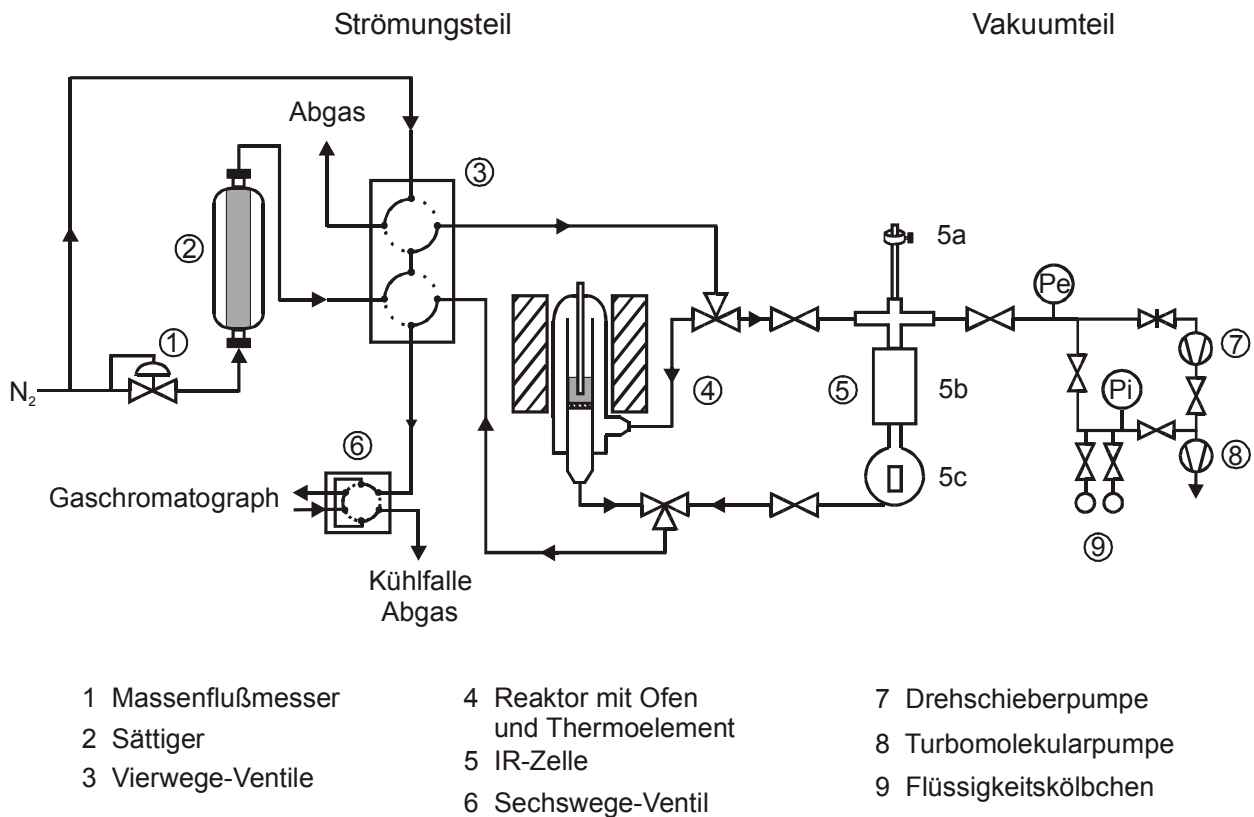 Strömungsteil
Vakuumteil
Abgas
③
②
①
N₂
⑥
Gaschromatograph
Kühlfalle
Abgas
④
5a
⑤
5b
5c
Pe
Pi
⑦
⑧
⑨
1 Massenflußmesser
2 Sättiger
3 Vierwege-Ventile
4 Reaktor mit Ofen
und Thermoelement
5 IR-Zelle
6 Sechswege-Ventil
7 Drehschieberpumpe
8 Turbomolekularpumpe
9 Flüssigkeitskölbchen